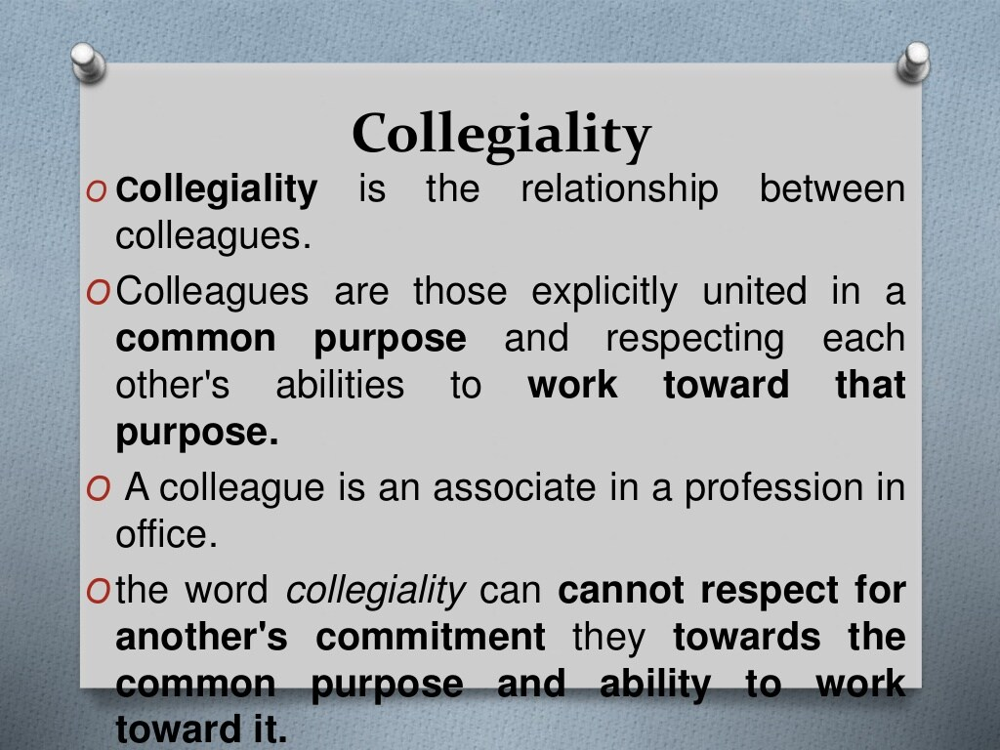 Collegiality
O Collegiality is the relationship between
colleagues.
O Colleagues are those explicitly united in a
common purpose and respecting each
other's abilities to work toward that
purpose.
O A colleague is an associate in a profession in
office.
O the word collegiality can cannot respect for
another's commitment they towards the
common purpose and ability to work
toward it.